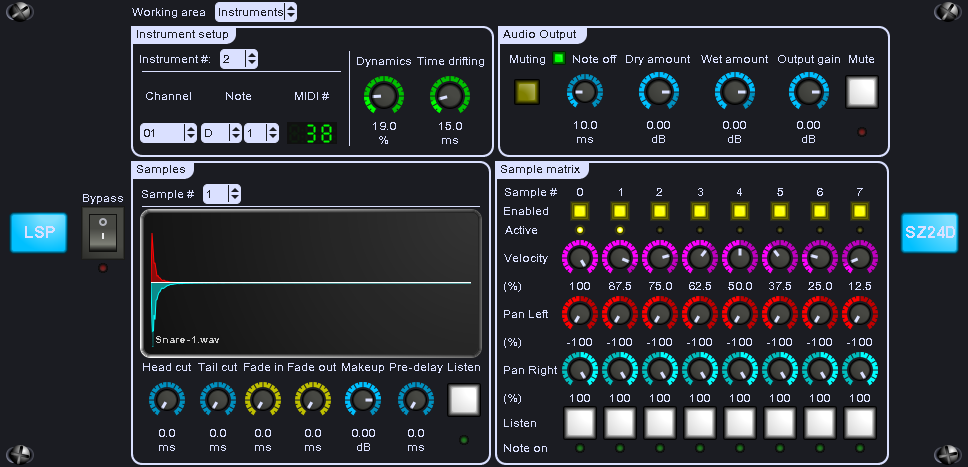 Working area Instruments
Instrument setup
Instrument #: 2
Dynamics Time drifting
Channel Note MIDI #
01 D 1 38
19.0 15.0
% ms
Audio Output
Muting Note off Dry amount Wet amount Output gain Mute
10.0 0.00 0.00 0.00
ms dB dB dB
Bypass
LSP
Samples
Sample # 1
Snare-1.wav
Head cut Tail cut Fade in Fade out Makeup Pre-delay Listen
0.0 0.0 0.0 0.0 0.00 0.0
ms ms ms ms dB ms
Sample matrix
Sample # 0 1 2 3 4 5 6 7
Enabled
Active
Velocity
(%) 100 87.5 75.0 62.5 50.0 37.5 25.0 12.5
Pan Left
(%) -100 -100 -100 -100 -100 -100 -100 -100
Pan Right
(%) 100 100 100 100 100 100 100 100
Listen
Note on
SZ24D